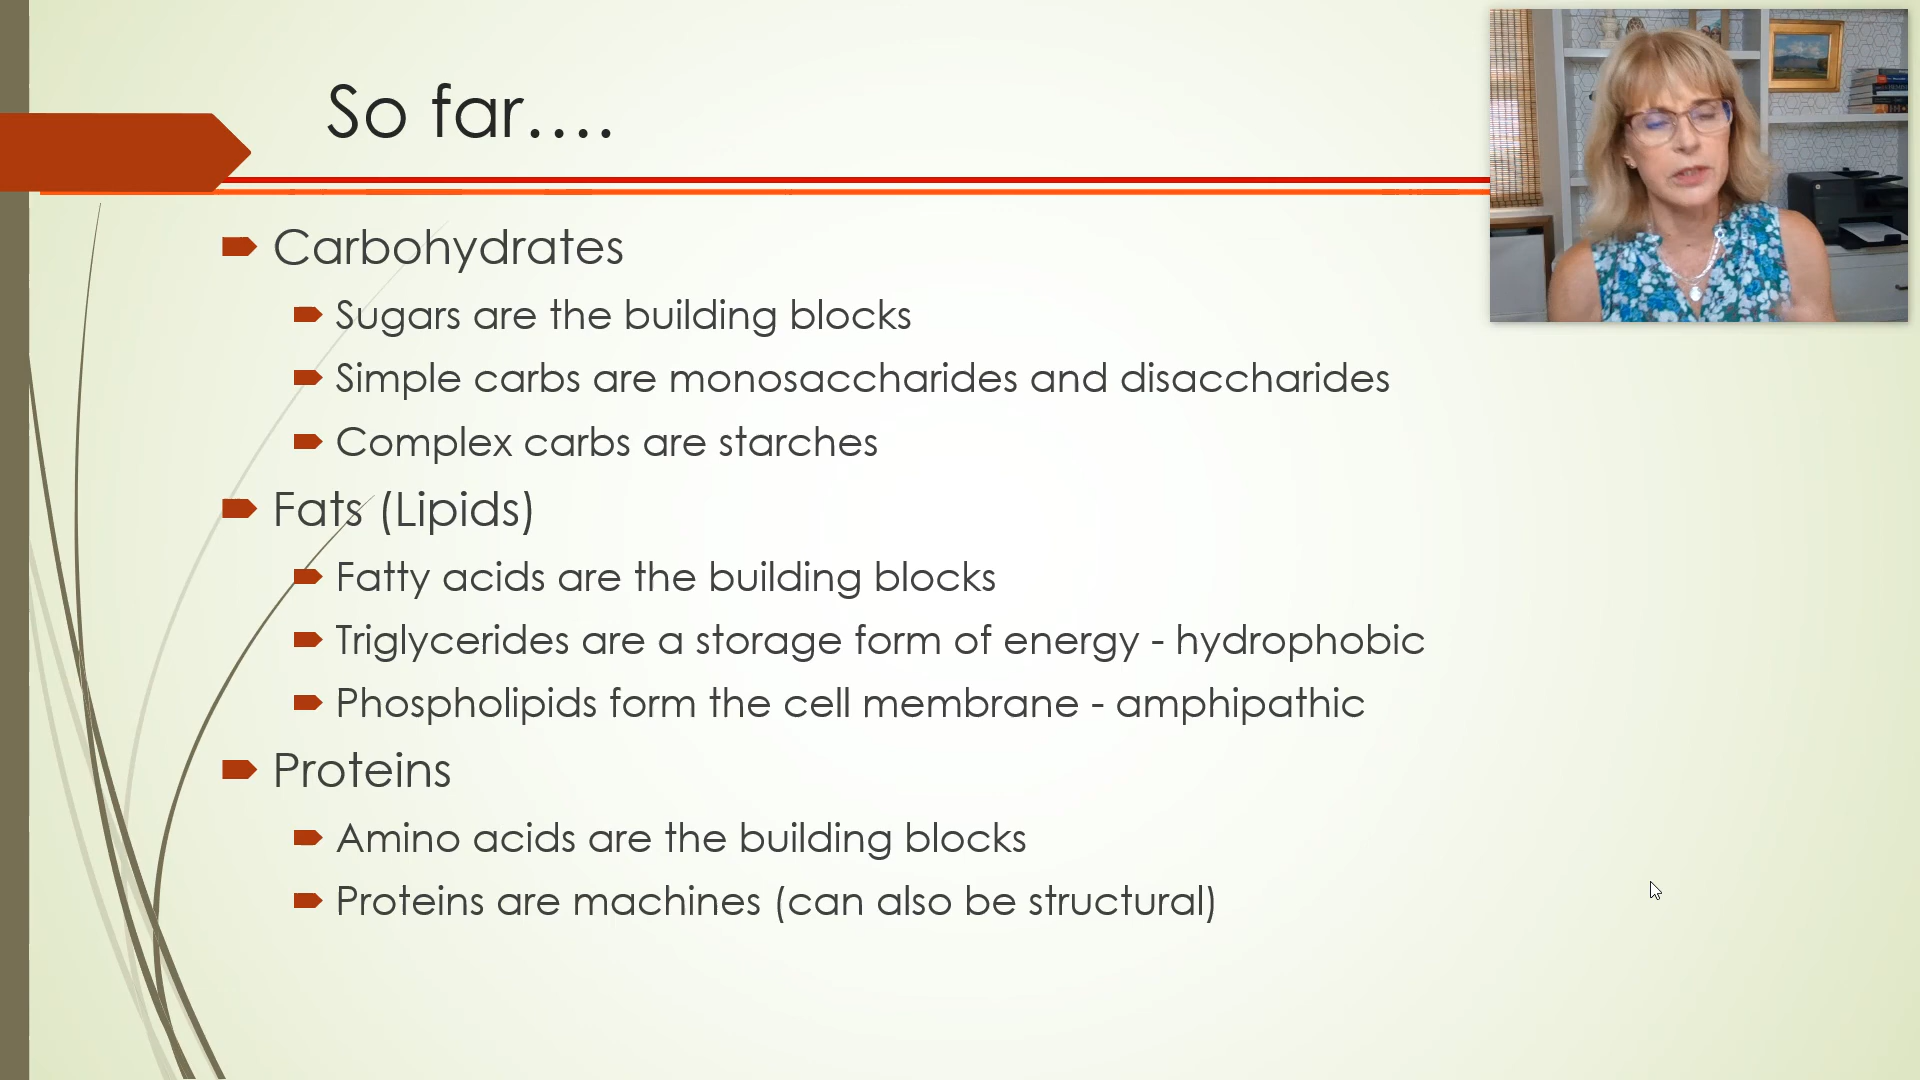 So far....
Carbohydrates
Sugars are the building blocks
Simple carbs are monosaccharides and disaccharides
Complex carbs are starches
Fats (Lipids)
Fatty acids are the building blocks
Triglycerides are a storage form of energy - hydrophobic
Phospholipids form the cell membrane - amphipathic
Proteins
Amino acids are the building blocks
Proteins are machines (can also be structural)